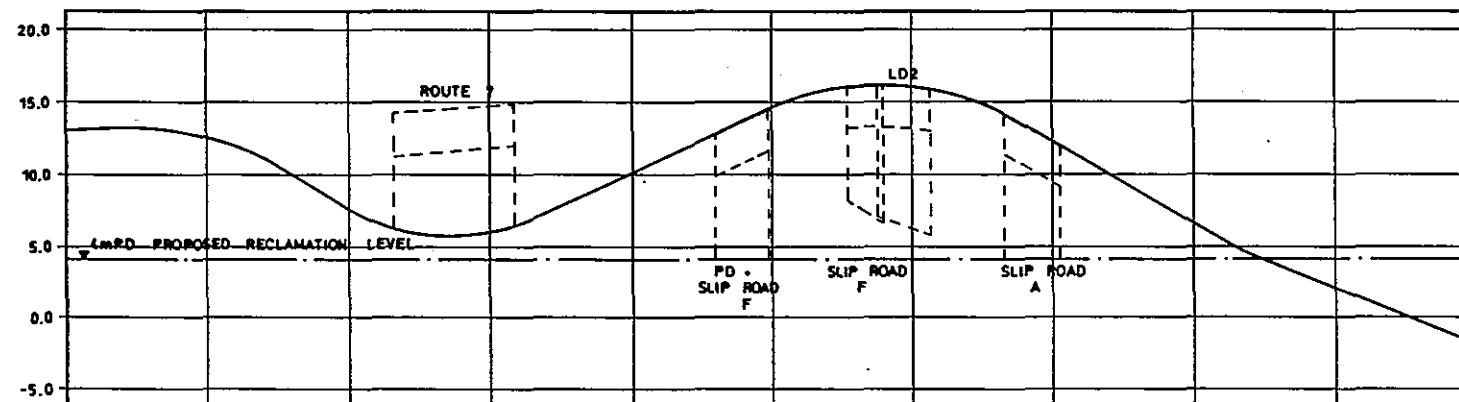 20.0
15.0
10.0
5.0
0.0
-5.0
ROUTE 7
LD2
4mPD PROPOSED RECLAMATION LEVEL
PD +
SLIP ROAD
F
SLIP ROAD
F
SLIP ROAD
A